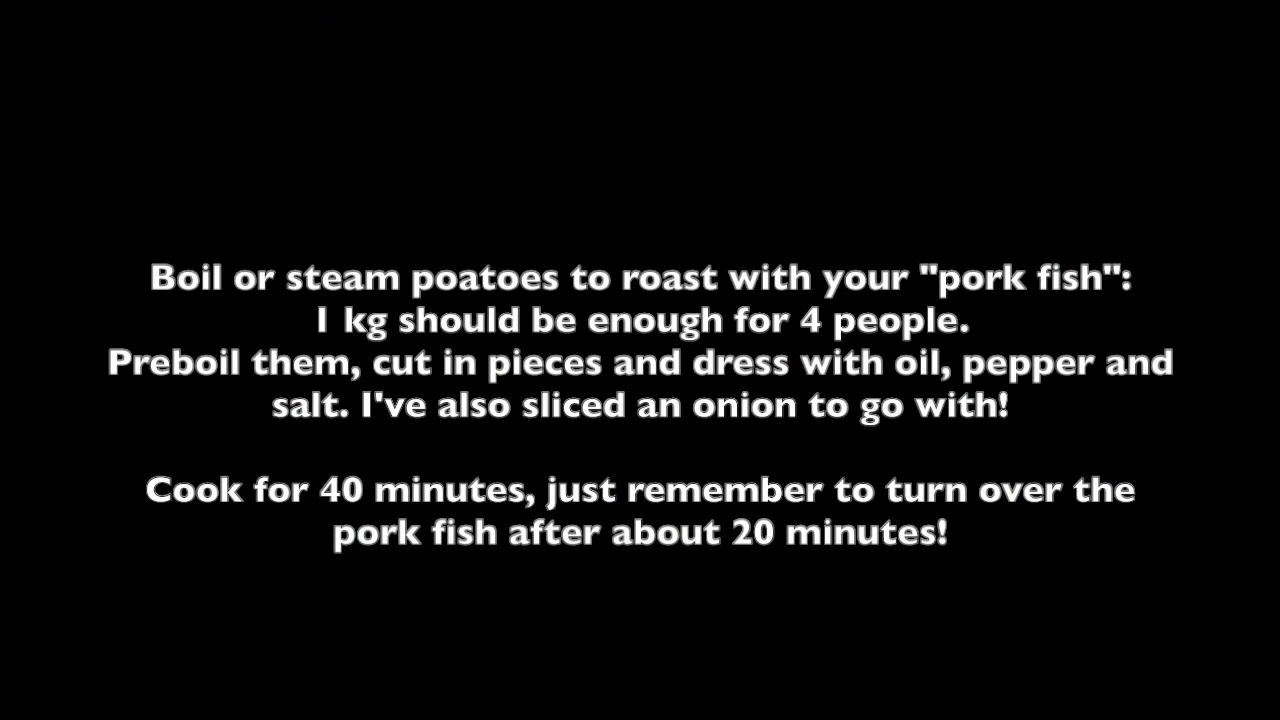 Boil or steam poatoes to roast with your "pork fish":
1 kg should be enough for 4 people.
Preboil them, cut in pieces and dress with oil, pepper and
salt. I've also sliced an onion to go with!
Cook for 40 minutes, just remember to turn over the
pork fish after about 20 minutes!